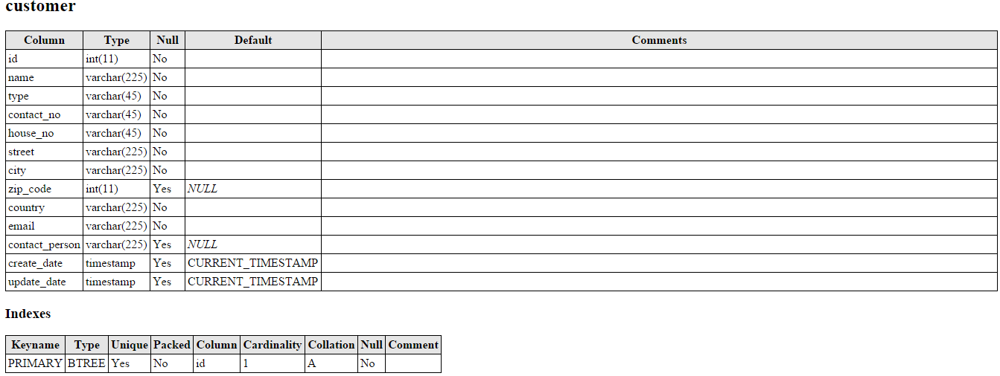 customer
Column Type Null Default Comments
id int(11) No
name varchar(225) No
type varchar(45) No
contact_no varchar(45) No
house_no varchar(45) No
street varchar(225) No
city varchar(225) No
zip_code int(11) Yes NULL
country varchar(225) No
email varchar(225) No
contact_person varchar(225) Yes NULL
create_date timestamp Yes CURRENT_TIMESTAMP
update_date timestamp Yes CURRENT_TIMESTAMP
Indexes
Keyname Type Unique Packed Column Cardinality Collation Null Comment
PRIMARY BTREE Yes No id 1 A No